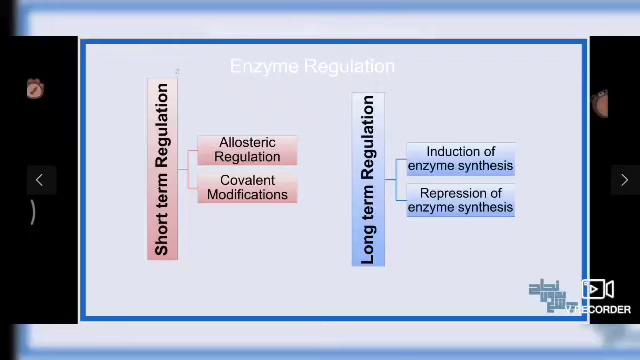 Enzyme Regulation
Short term Regulation
Allosteric
Regulation
Covalent
Modifications
Long term Regulation
Induction of
enzyme synthesis
Repression of
enzyme synthesis